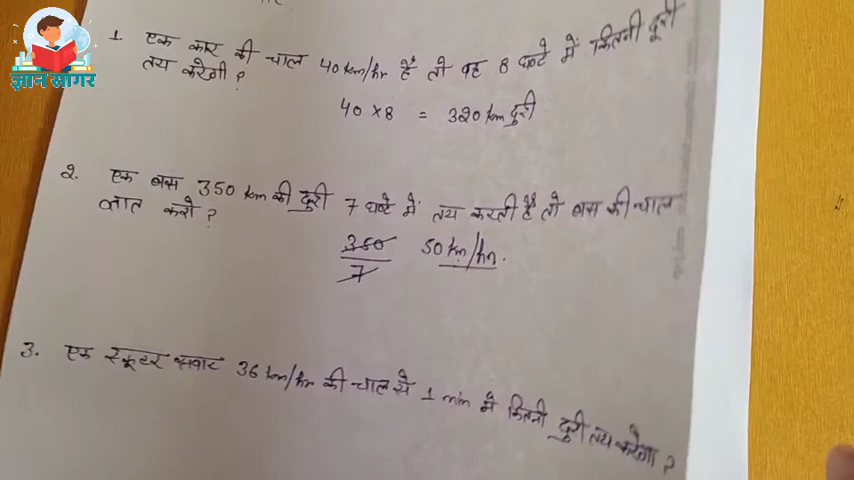 ज्ञान सागर
1 एक कार की चाल 40 km/hr है तो वह 8 घण्टे में कितनी दूरी
तय करेगी ?
40 × 8 = 320 km दुरी
2. एक बस 350 km की दुरी 7 घण्टे में तय करती है तो बस की चाल
ज्ञात करो ?
350
7
50 km/hr.
3. एक स्कूटर सवार 36 km/hr की चाल से 1 min में कितनी दुरी तय करेगा ?